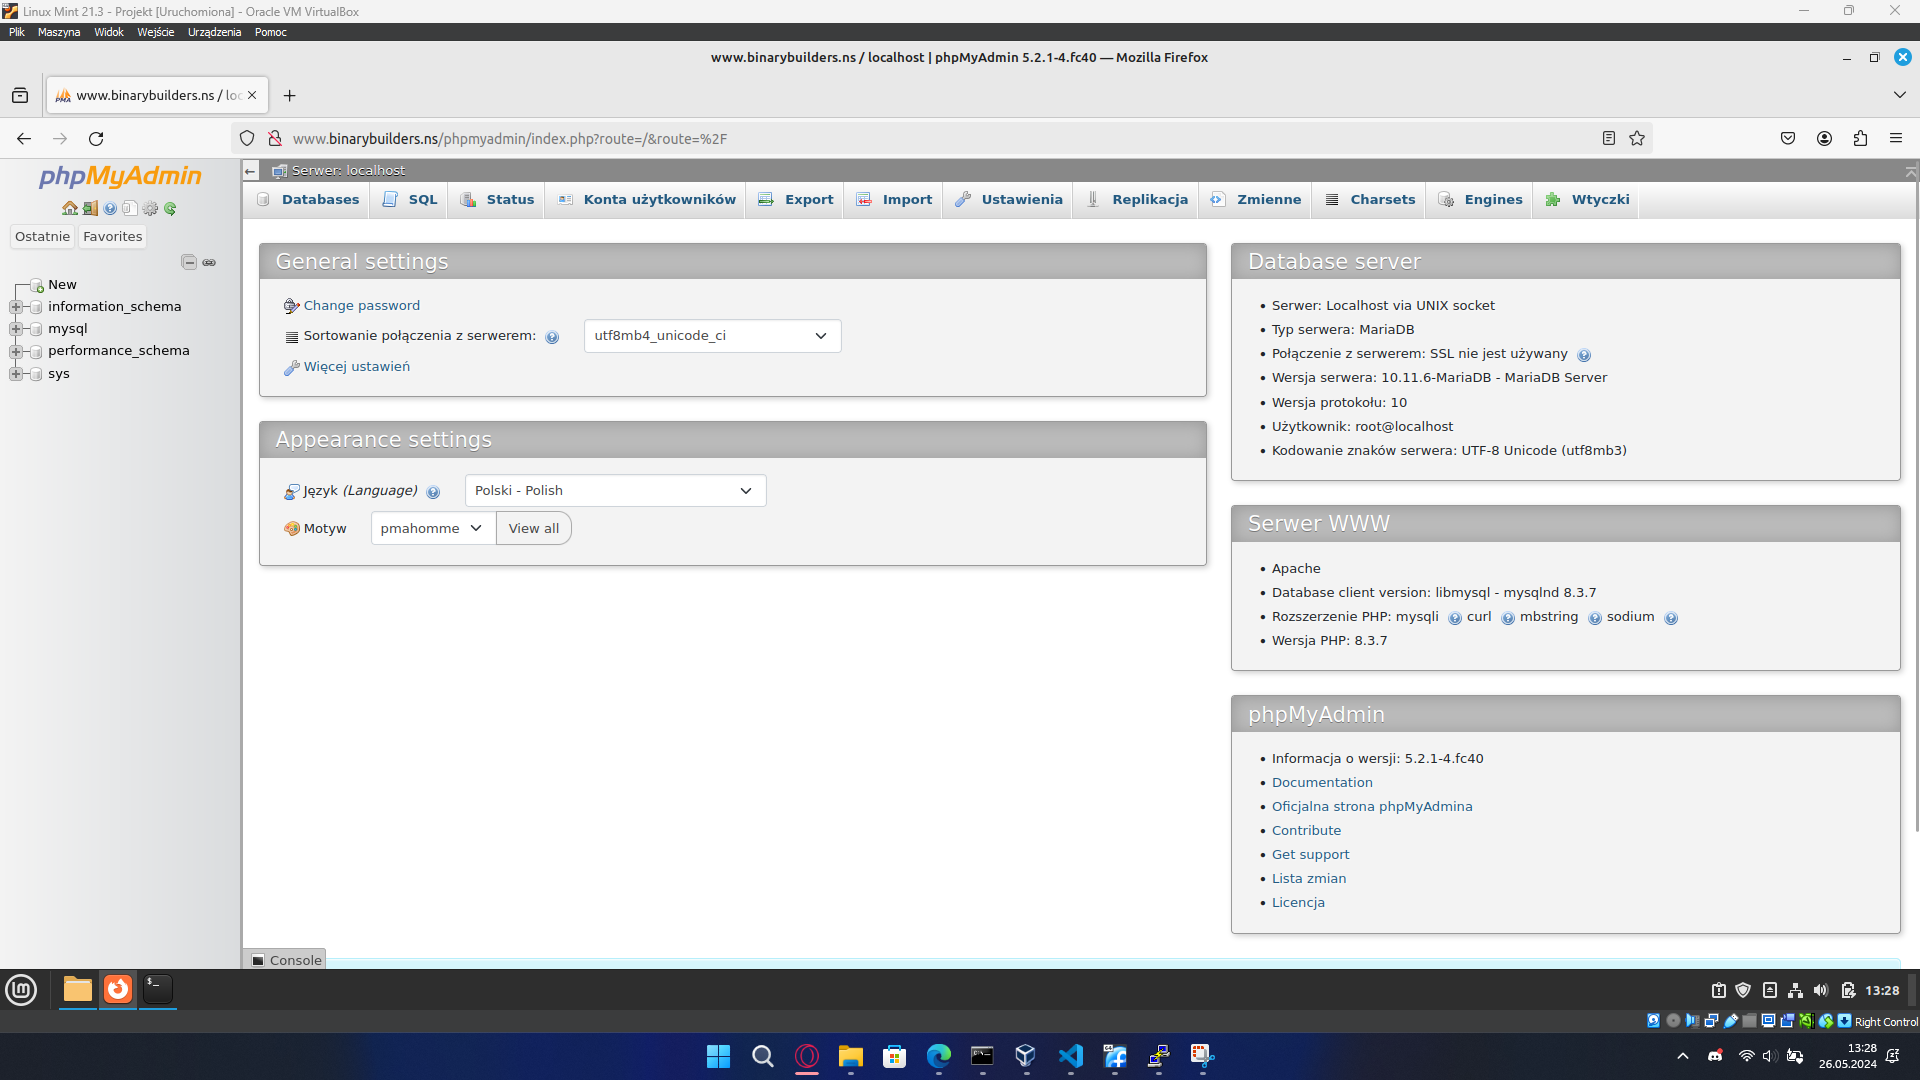 Linux Mint 21.3 - Projekt [Uruchomiona] - Oracle VM VirtualBox
Plik Maszyna Widok Wejście Urządzenia Pomoc
www.binarybuilders.ns / localhost | phpMyAdmin 5.2.1-4.fc40 — Mozilla Firefox
www.binarybuilders.ns / loc
www.binarybuilders.ns/phpmyadmin/index.php?route=/&route=%2F
phpMyAdmin
Ostatnie Favorites
New
information_schema
mysql
performance_schema
sys
Serwer: localhost
Databases SQL Status Konta użytkowników Export Import Ustawienia Replikacja Zmienne Charsets Engines Wtyczki
General settings
Change password
Sortowanie połączenia z serwerem: utf8mb4_unicode_ci
Więcej ustawień
Appearance settings
Język (Language) Polski - Polish
Motyw pmahomme View all
Database server
• Serwer: Localhost via UNIX socket
• Typ serwera: MariaDB
• Połączenie z serwerem: SSL nie jest używany
• Wersja serwera: 10.11.6-MariaDB - MariaDB Server
• Wersja protokołu: 10
• Użytkownik: root@localhost
• Kodowanie znaków serwera: UTF-8 Unicode (utf8mb3)
Serwer WWW
• Apache
• Database client version: libmysql - mysqlnd 8.3.7
• Rozszerzenie PHP: mysqli curl mbstring sodium
• Wersja PHP: 8.3.7
phpMyAdmin
• Informacja o wersji: 5.2.1-4.fc40
• Documentation
• Oficjalna strona phpMyAdmina
• Contribute
• Get support
• Lista zmian
• Licencja
Console
13:28
Right Control
13:28
26.05.2024